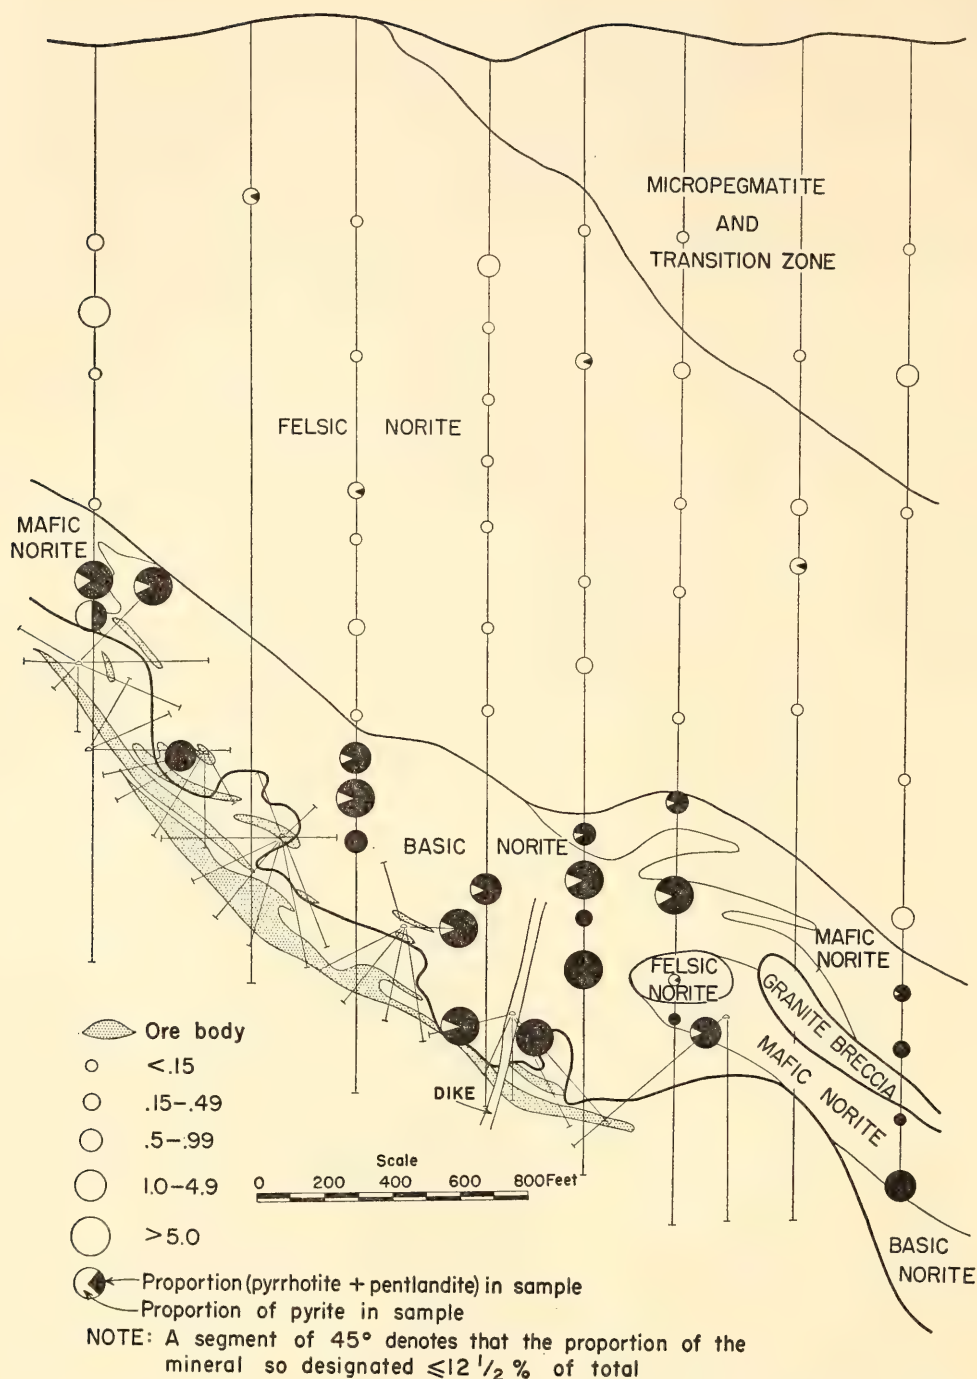 MICROPEGMATITE
AND
TRANSITION ZONE
FELSIC NORITE
MAFIC
NORITE
BASIC NORITE
MAFIC
NORITE
FELSIC
NORITE
GRANITE BRECCIA
MAFIC NORITE
BASIC
NORITE
DIKE
Ore body
<.15
.15-.49
.5-.99
1.0-4.9
>5.0
Scale
0 200 400 600 800 Feet
Proportion (pyrrhotite + pentlandite) in sample
Proportion of pyrite in sample
NOTE: A segment of 45° denotes that the proportion of the
mineral so designated ≤12 1/2 % of total